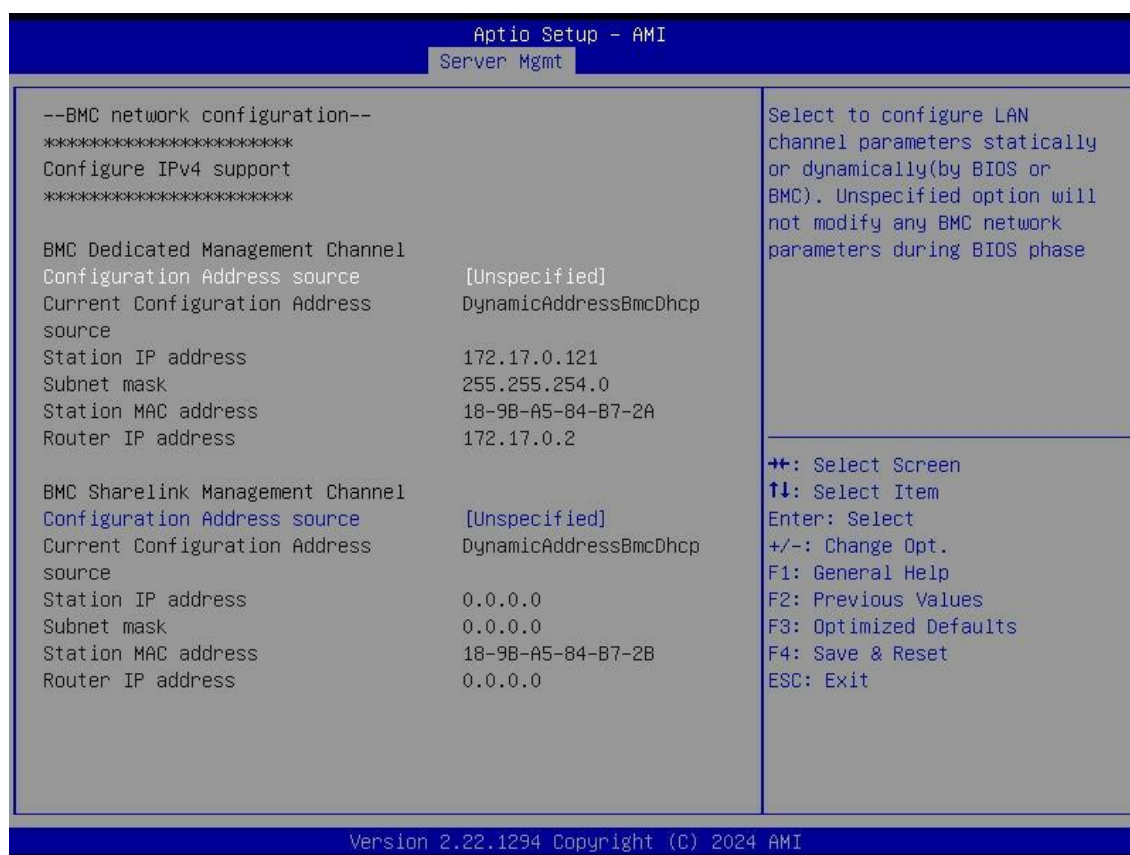 Aptio Setup - AMI
Server Mgmt
--BMC network configuration--
**********************
Configure IPv4 support
**********************
BMC Dedicated Management Channel
Configuration Address source [Unspecified]
Current Configuration Address DynamicAddressBmcDhcp
source
Station IP address 172.17.0.121
Subnet mask 255.255.254.0
Station MAC address 18-9B-A5-84-B7-2A
Router IP address 172.17.0.2
BMC Sharelink Management Channel
Configuration Address source [Unspecified]
Current Configuration Address DynamicAddressBmcDhcp
source
Station IP address 0.0.0.0
Subnet mask 0.0.0.0
Station MAC address 18-9B-A5-84-B7-2B
Router IP address 0.0.0.0
Select to configure LAN
channel parameters statically
or dynamically(by BIOS or
BMC). Unspecified option will
not modify any BMC network
parameters during BIOS phase
→←: Select Screen
↑↓: Select Item
Enter: Select
+/-: Change Opt.
F1: General Help
F2: Previous Values
F3: Optimized Defaults
F4: Save & Reset
ESC: Exit
Version 2.22.1294 Copyright (C) 2024 AMI